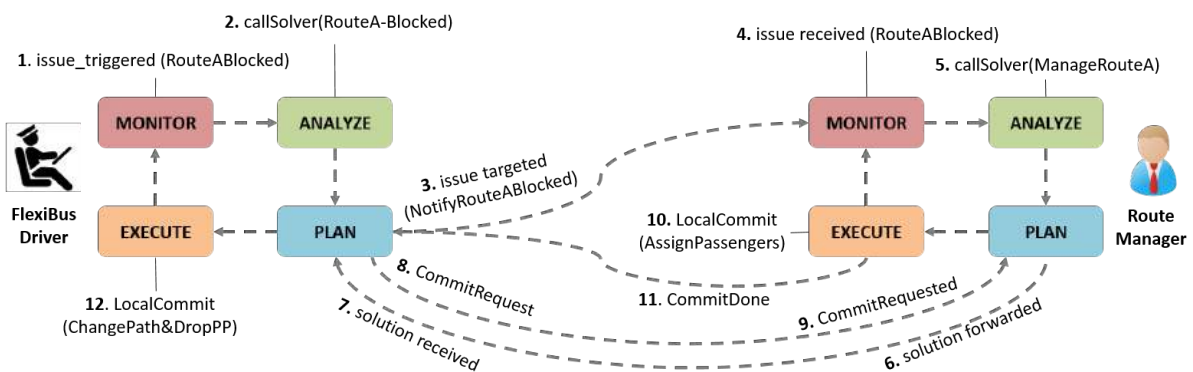 2. callSolver(RouteA-Blocked)
1. issue_triggered (RouteABlocked)
MONITOR
ANALYZE
FlexiBus
Driver
EXECUTE
PLAN
12. LocalCommit
(ChangePath&DropPP)
3. issue targeted
(NotifyRouteABlocked)
8. CommitRequest
7. solution received
4. issue received (RouteABlocked)
5. callSolver(ManageRouteA)
MONITOR
ANALYZE
10. LocalCommit
(AssignPassengers)
EXECUTE
PLAN
Route
Manager
11. CommitDone
9. CommitRequested
6. solution forwarded